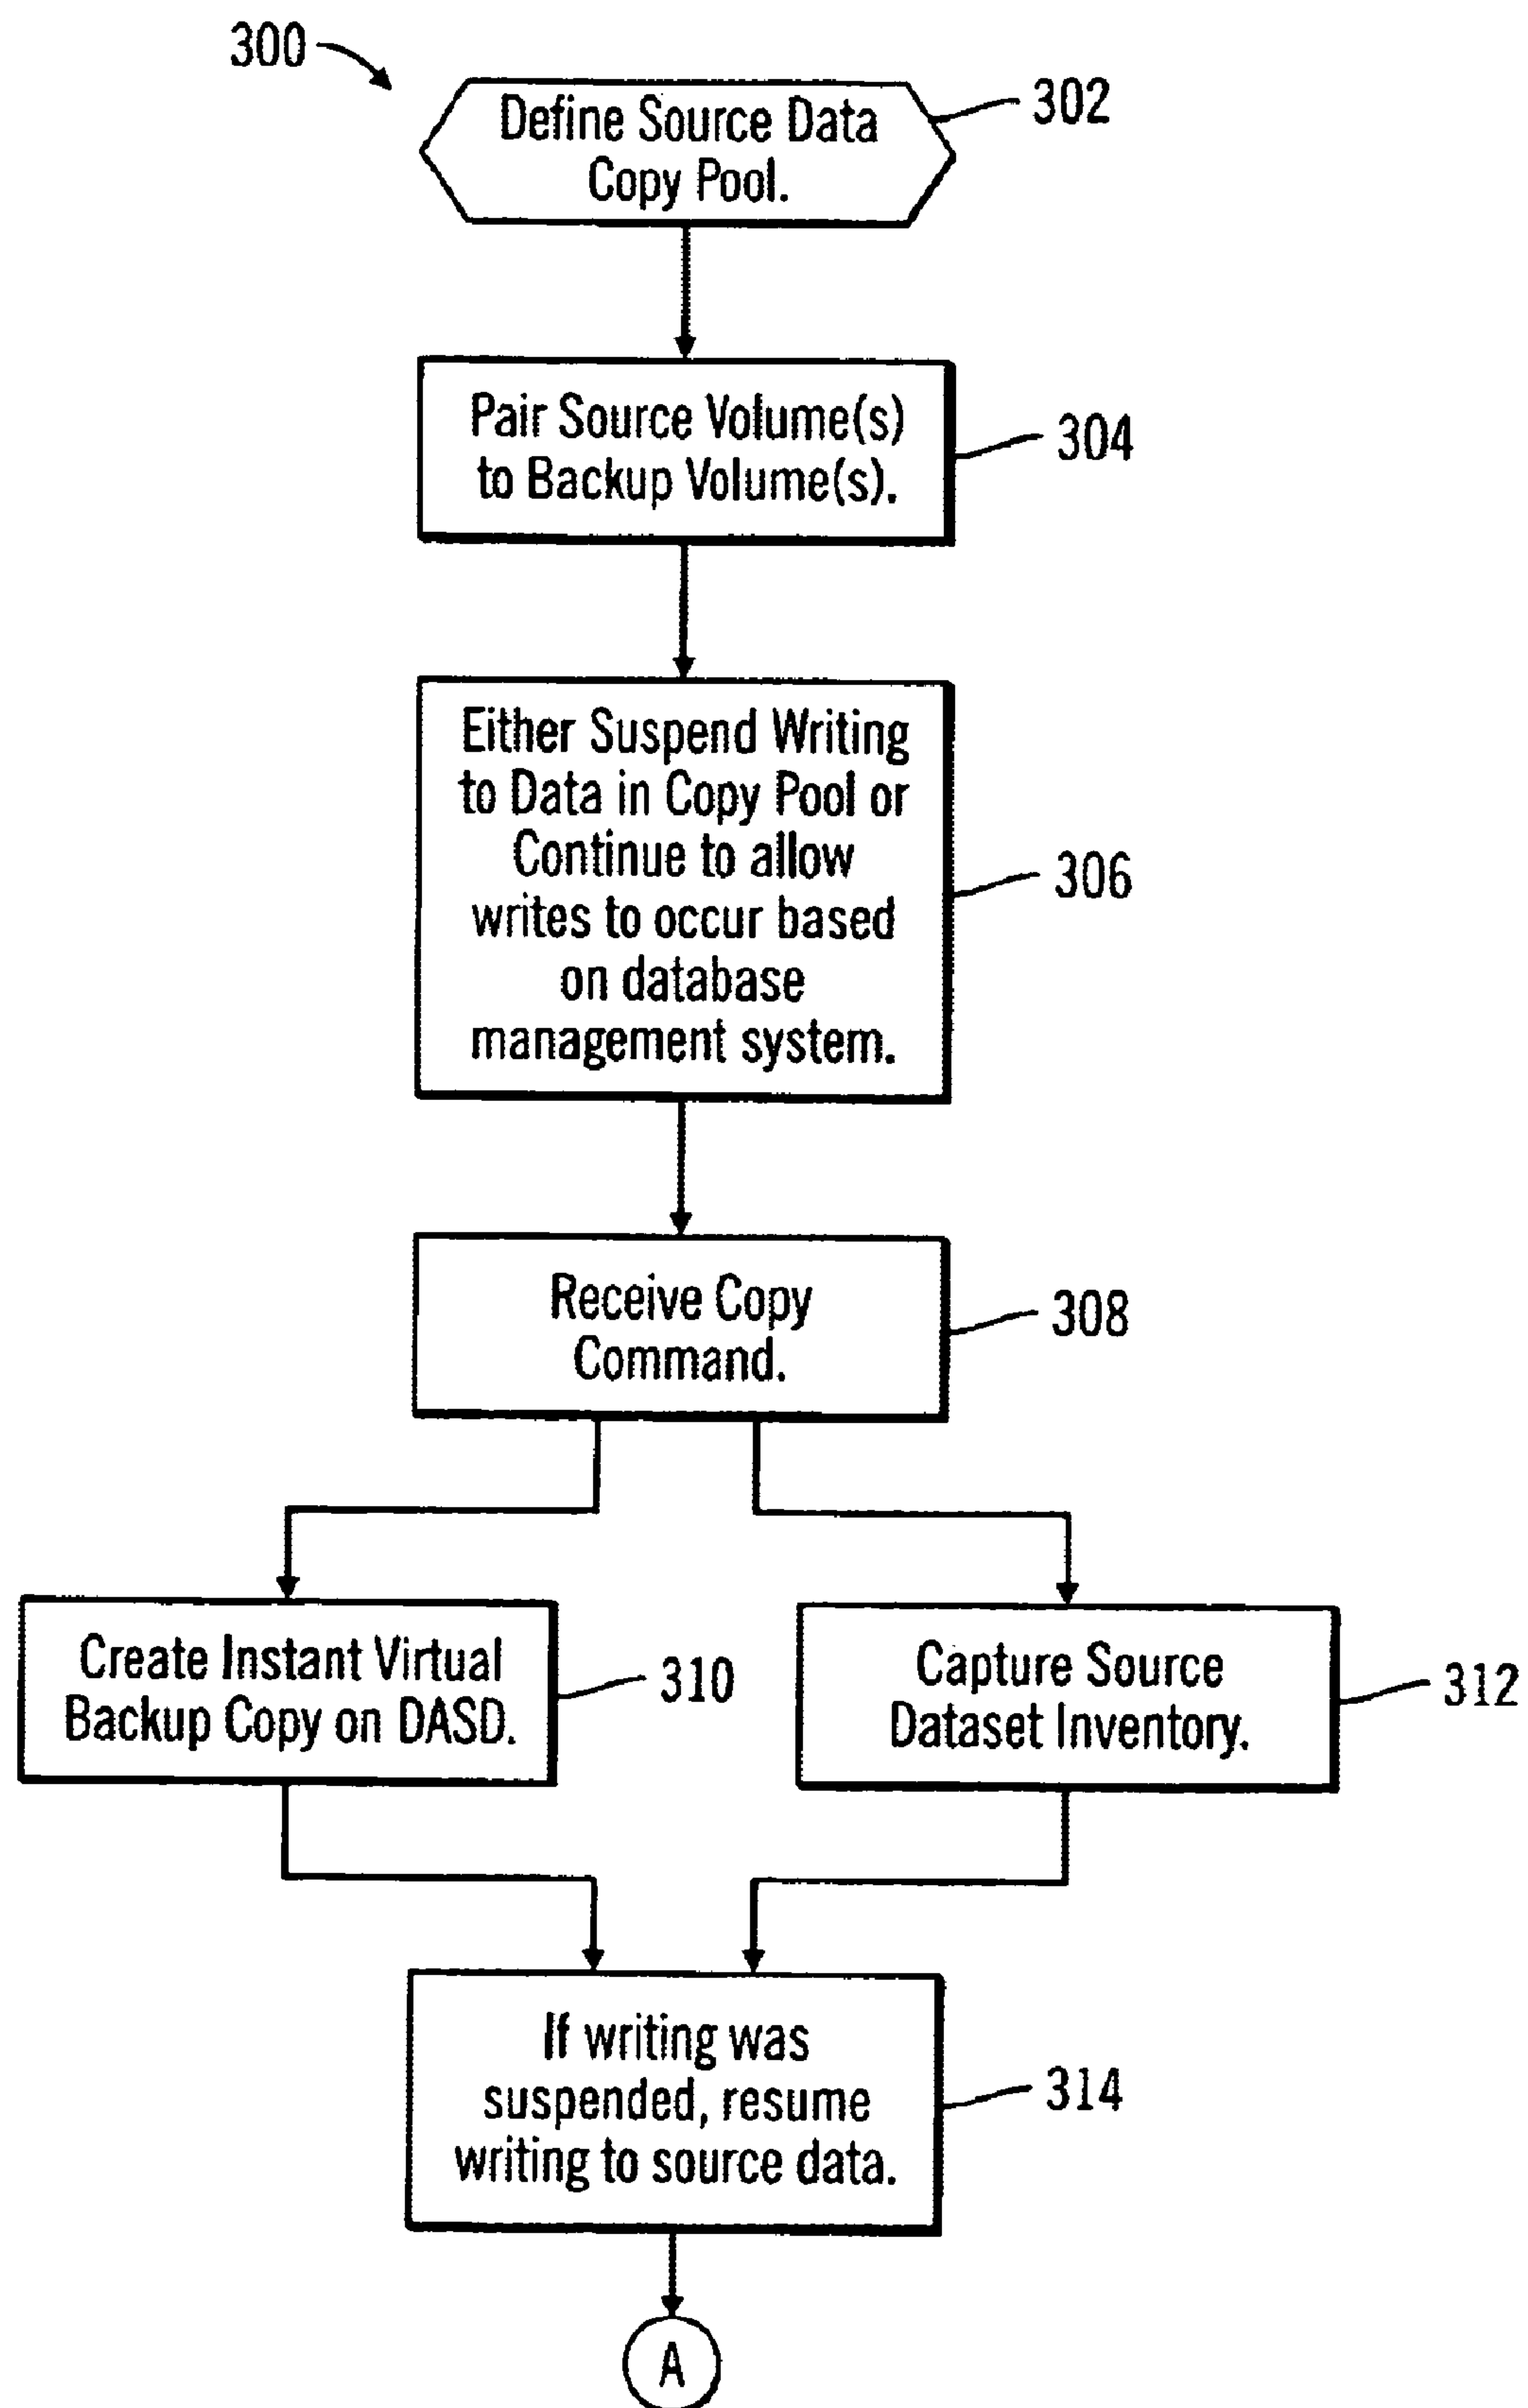 300
Define Source Data
Copy Pool.
302
Pair Source Volume(s)
to Backup Volume(s).
304
Either Suspend Writing
to Data in Copy Pool or
Continue to allow
writes to occur based
on database
management system.
306
Receive Copy
Command.
308
Create Instant Virtual
Backup Copy on DASD.
310
Capture Source
Dataset Inventory.
312
If writing was
suspended, resume
writing to source data.
314
A